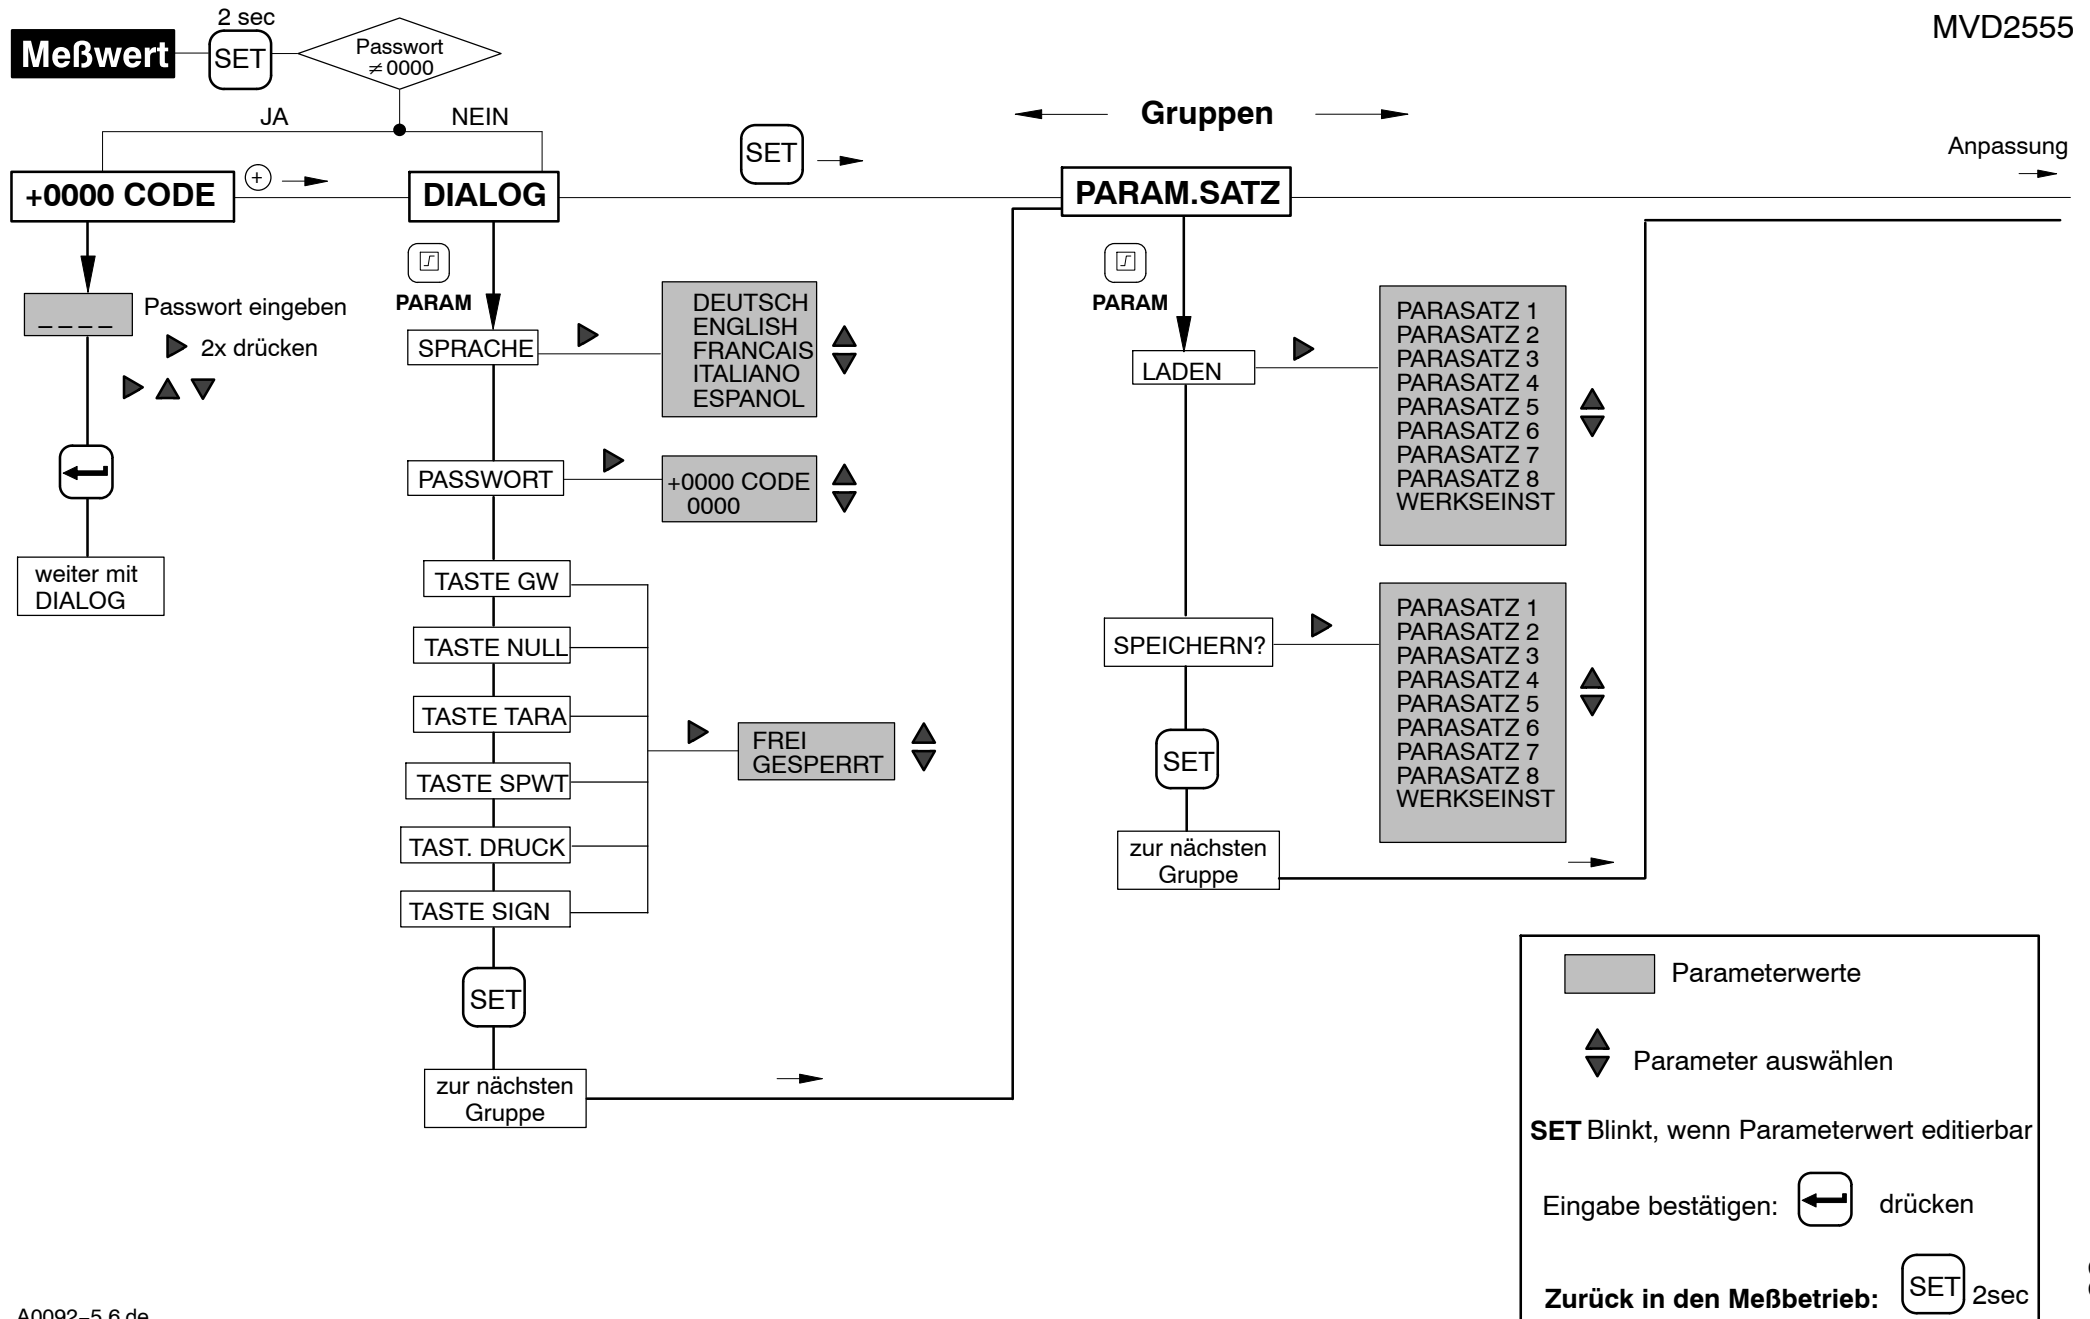 MVD2555
2 sec
Meßwert
SET
Passwort
≠0000
JA
NEIN
Gruppen
SET
Anpassung
+0000 CODE
+
DIALOG
PARAM.SATZ
_ _ _ _
Passwort eingeben
2x drücken
weiter mit
DIALOG
PARAM
SPRACHE
DEUTSCH
ENGLISH
FRANCAIS
ITALIANO
ESPANOL
PASSWORT
+0000 CODE
0000
TASTE GW
TASTE NULL
TASTE TARA
TASTE SPWT
TAST. DRUCK
TASTE SIGN
FREI
GESPERRT
SET
zur nächsten
Gruppe
PARAM
LADEN
PARASATZ 1
PARASATZ 2
PARASATZ 3
PARASATZ 4
PARASATZ 5
PARASATZ 6
PARASATZ 7
PARASATZ 8
WERKSEINST
SPEICHERN?
PARASATZ 1
PARASATZ 2
PARASATZ 3
PARASATZ 4
PARASATZ 5
PARASATZ 6
PARASATZ 7
PARASATZ 8
WERKSEINST
SET
zur nächsten
Gruppe
Parameterwerte
Parameter auswählen
SET Blinkt, wenn Parameterwert editierbar
Eingabe bestätigen: drücken
Zurück in den Meßbetrieb: SET 2sec
A0092–5.6 de